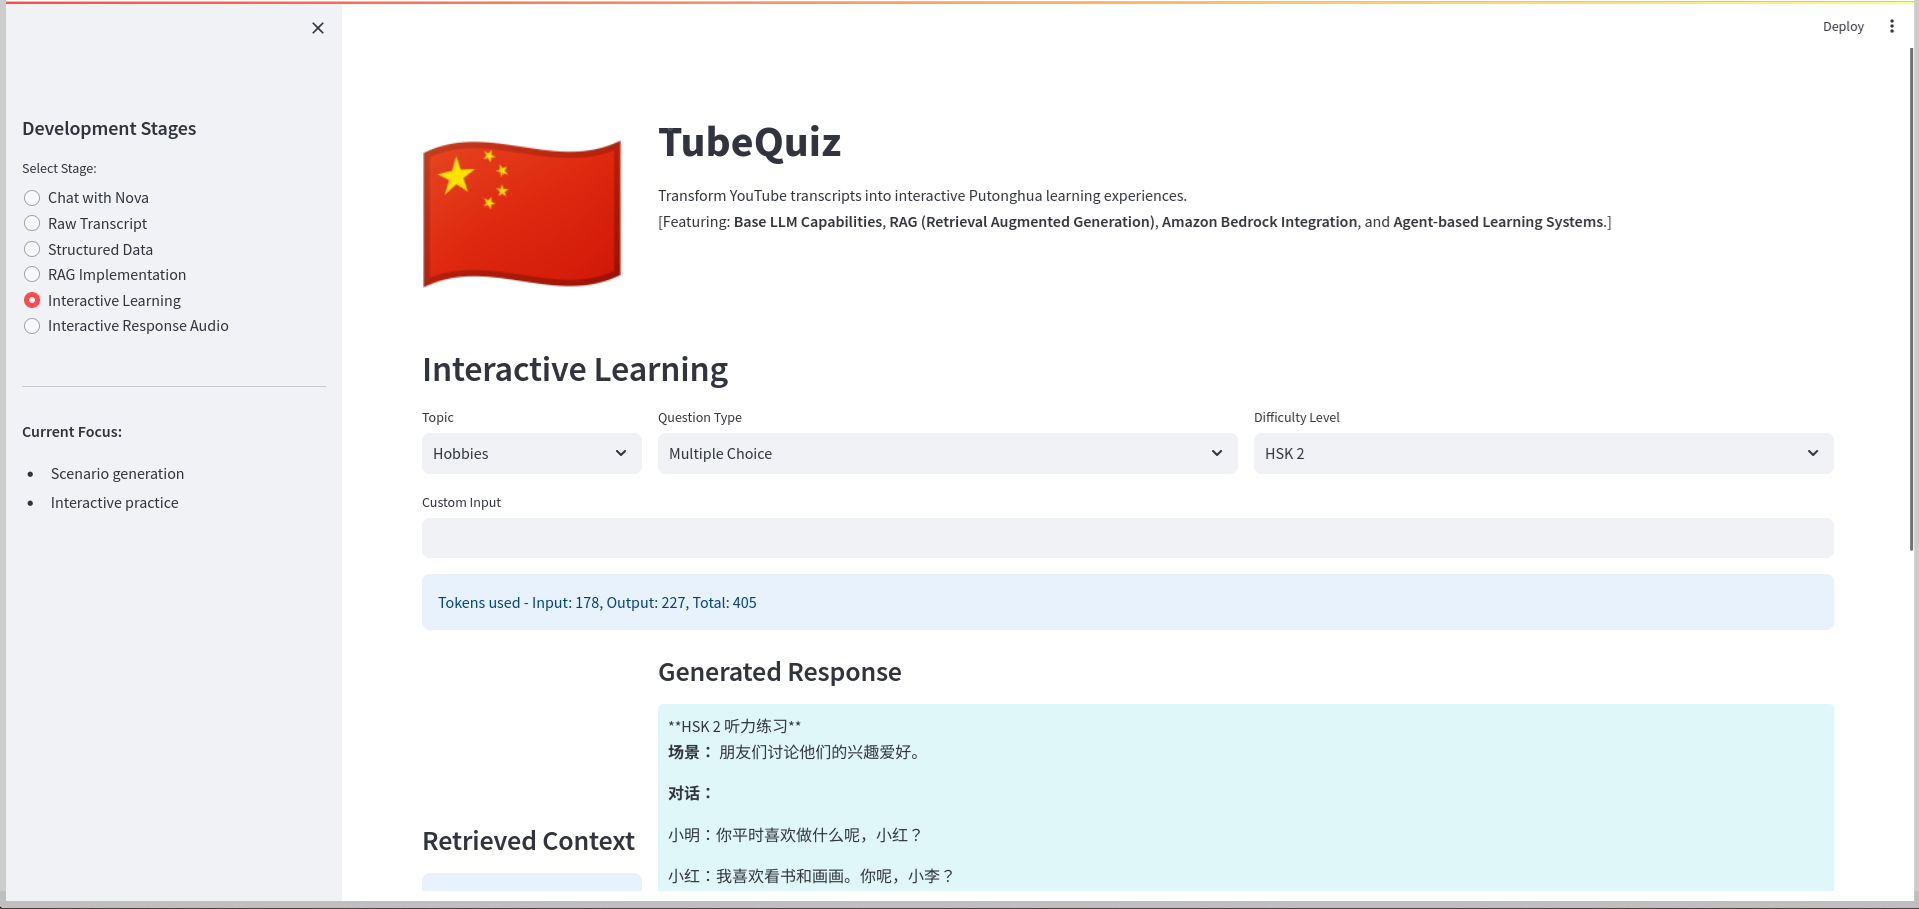 Deploy
Development Stages
Select Stage:
Chat with Nova
Raw Transcript
Structured Data
RAG Implementation
Interactive Learning
Interactive Response Audio
Current Focus:
Scenario generation
Interactive practice
TubeQuiz
Transform YouTube transcripts into interactive Putonghua learning experiences.
[Featuring: Base LLM Capabilities, RAG (Retrieval Augmented Generation), Amazon Bedrock Integration, and Agent-based Learning Systems.]
Interactive Learning
Topic
Hobbies
Question Type
Multiple Choice
Difficulty Level
HSK 2
Custom Input
Tokens used - Input: 178, Output: 227, Total: 405
Generated Response
**HSK 2 听力练习**
场景： 朋友们讨论他们的兴趣爱好。
对话：
小明：你平时喜欢做什么呢，小红？
小红：我喜欢看书和画画。你呢，小李？
Retrieved Context